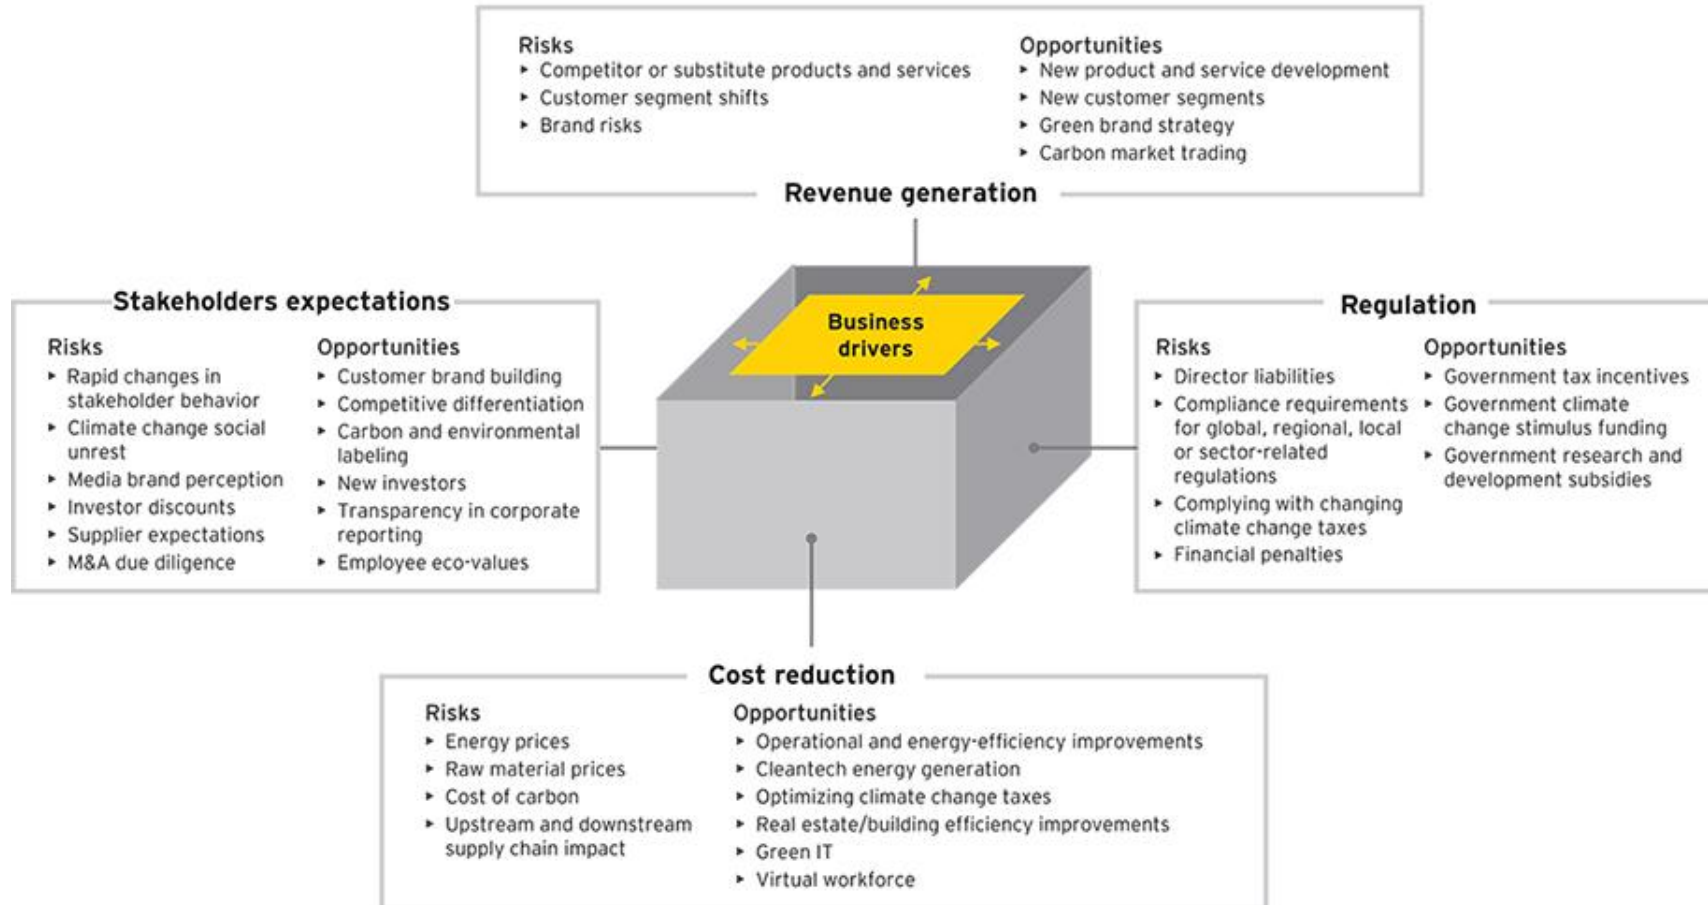 Risks
▸ Competitor or substitute products and services
▸ Customer segment shifts
▸ Brand risks
Opportunities
▸ New product and service development
▸ New customer segments
▸ Green brand strategy
▸ Carbon market trading
Revenue generation
Stakeholders expectations
Risks
▸ Rapid changes in
stakeholder behavior
▸ Climate change social
unrest
▸ Media brand perception
▸ Investor discounts
▸ Supplier expectations
▸ M&A due diligence
Opportunities
▸ Customer brand building
▸ Competitive differentiation
▸ Carbon and environmental
labeling
▸ New investors
▸ Transparency in corporate
reporting
▸ Employee eco-values
Business
drivers
Regulation
Risks
▸ Director liabilities
▸ Compliance requirements
for global, regional, local
or sector-related
regulations
▸ Complying with changing
climate change taxes
▸ Financial penalties
Opportunities
▸ Government tax incentives
▸ Government climate
change stimulus funding
▸ Government research and
development subsidies
Cost reduction
Risks
▸ Energy prices
▸ Raw material prices
▸ Cost of carbon
▸ Upstream and downstream
supply chain impact
Opportunities
▸ Operational and energy-efficiency improvements
▸ Cleantech energy generation
▸ Optimizing climate change taxes
▸ Real estate/building efficiency improvements
▸ Green IT
▸ Virtual workforce